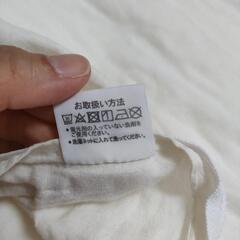 お取扱い方法
●蛍光剤の入っていない洗剤を
ご使用ください。
●洗濯ネットに入れて洗ってください。